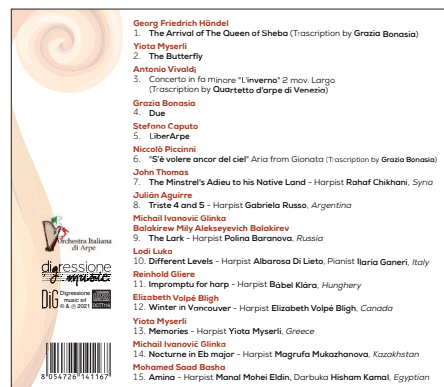 Georg Friedrich Händel
1. The Arrival of The Queen of Sheba (Trascription by Grazia Bonasia)
Yiota Myserli
2. The Butterfly
Antonio Vivaldi
3. Concerto in fa minore "L'inverno" 2 mov. Largo
(Trascription by Quartetto d'arpe di Venezia)
Grazia Bonasia
4. Due
Stefano Caputo
5. LiberArpe
Niccolò Piccinni
6. "S'è volere ancor del ciel" Aria from Gionata (Trascription by Grazia Bonasia)
John Thomas
7. The Minstrel's Adieu to his Native Land - Harpist Rahaf Chikhani, Syria
Juliàn Aguirre
8. Triste 4 and 5 - Harpist Gabriela Russo, Argentina
Michail Ivanovič Glinka
Balakirew Mily Alekseyevich Balakirev
9. The Lark - Harpist Polina Baranova, Russia
Lodi Luka
10. Different Levels - Harpist Albarosa Di Lieto, Pianist Ilaria Ganeri, Italy
Reinhold Gliere
11. Impromptu for harp - Harpist Bábel Klára, Hunghery
Elizabeth Volpé Bligh
12. Winter in Vancouver - Harpist Elizabeth Volpé Bligh, Canada
Yiota Myserli
13. Memories - Harpist Yiota Myserli, Greece
Michail Ivanovič Glinka
14. Nocturne in Eb major - Harpist Magrufa Mukazhanova, Kazakhstan
Mohamed Saad Basha
15. Amina - Harpist Manal Mohei Eldin, Darbuka Hisham Kamal, Egyptian
Orchestra Italiana
di Arpe
digressione
music
DiG
Digressione
music srl
© & ℗ 2021
8 054726 141167